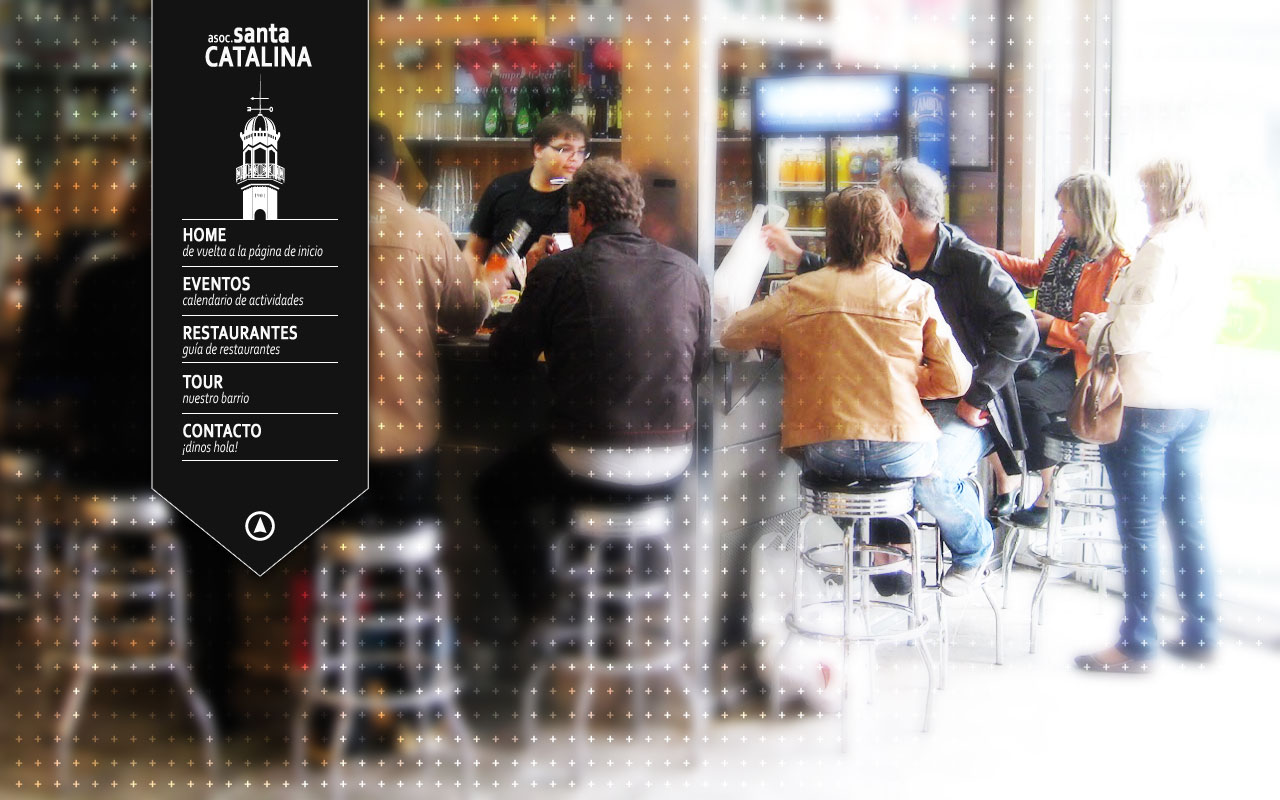 asoc. santa
CATALINA
1903
HOME
de vuelta a la página de inicio
EVENTOS
calendario de actividades
RESTAURANTES
guía de restaurantes
TOUR
nuestro barrio
CONTACTO
¡dinos hola!